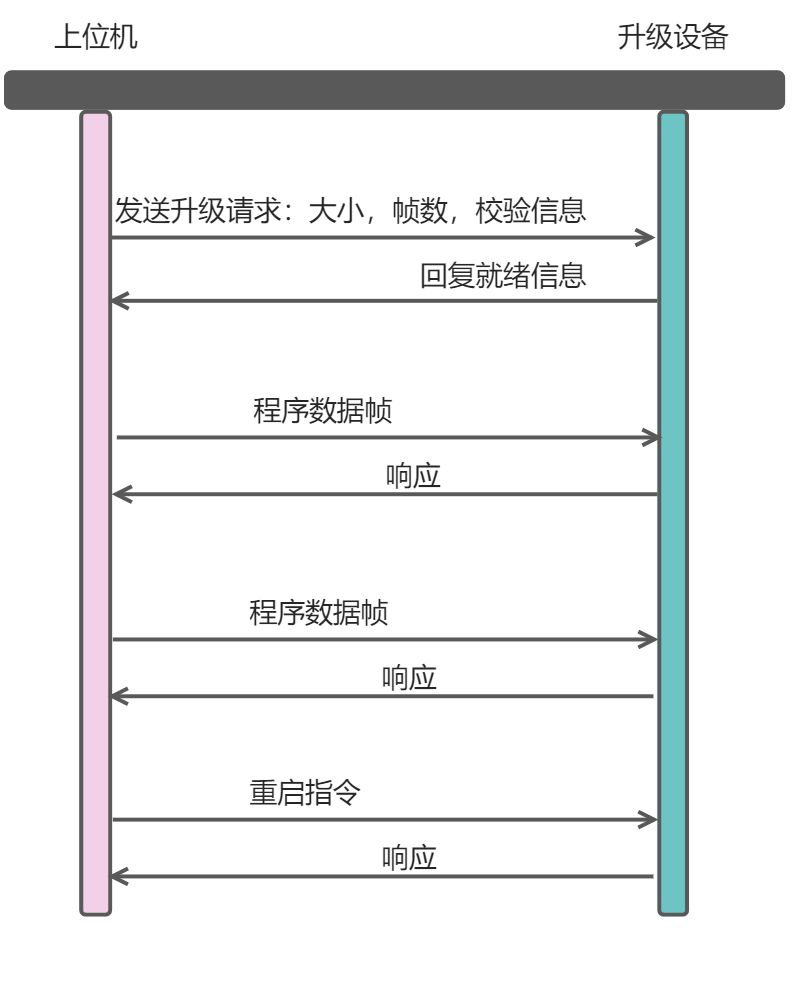 上位机
升级设备
发送升级请求：大小，帧数，校验信息
回复就绪信息
程序数据帧
响应
程序数据帧
响应
重启指令
响应